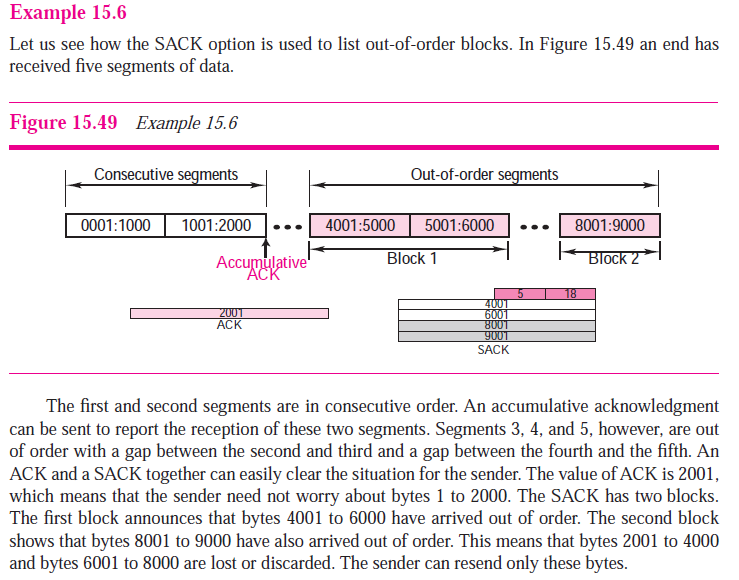 Example 15.6
Let us see how the SACK option is used to list out-of-order blocks. In Figure 15.49 an end has
received five segments of data.
Figure 15.49 Example 15.6
Consecutive segments
Out-of-order segments
0001:1000 1001:2000 ••• 4001:5000 5001:6000 ••• 8001:9000
Accumulative
ACK
Block 1
Block 2
2001
ACK
5 18
4001
6001
8001
9001
SACK
The first and second segments are in consecutive order. An accumulative acknowledgment
can be sent to report the reception of these two segments. Segments 3, 4, and 5, however, are out
of order with a gap between the second and third and a gap between the fourth and the fifth. An
ACK and a SACK together can easily clear the situation for the sender. The value of ACK is 2001,
which means that the sender need not worry about bytes 1 to 2000. The SACK has two blocks.
The first block announces that bytes 4001 to 6000 have arrived out of order. The second block
shows that bytes 8001 to 9000 have also arrived out of order. This means that bytes 2001 to 4000
and bytes 6001 to 8000 are lost or discarded. The sender can resend only these bytes.